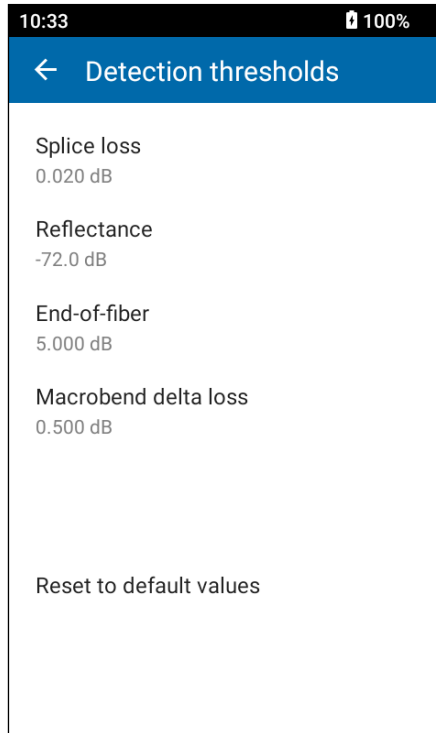 10:33
100%
Detection thresholds
Splice loss
0.020 dB
Reflectance
-72.0 dB
End-of-fiber
5.000 dB
Macrobend delta loss
0.500 dB
Reset to default values